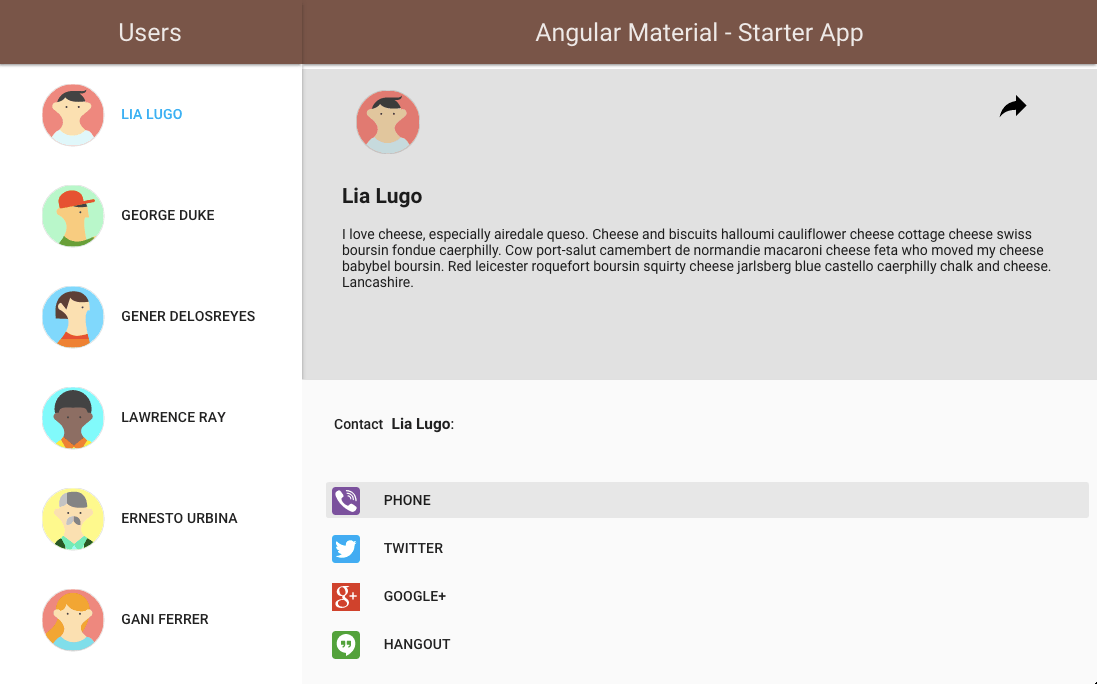 Users
Angular Material - Starter App
LIA LUGO
GEORGE DUKE
GENER DELOSREYES
LAWRENCE RAY
ERNESTO URBINA
GANI FERRER
Lia Lugo
I love cheese, especially airedale queso. Cheese and biscuits halloumi cauliflower cheese cottage cheese swiss
boursin fondue caerphilly. Cow port-salut camembert de normandie macaroni cheese feta who moved my cheese
babybel boursin. Red leicester roquefort boursin squirty cheese jarlsberg blue castello caerphilly chalk and cheese.
Lancashire.
Contact Lia Lugo:
PHONE
TWITTER
g+ GOOGLE+
HANGOUT